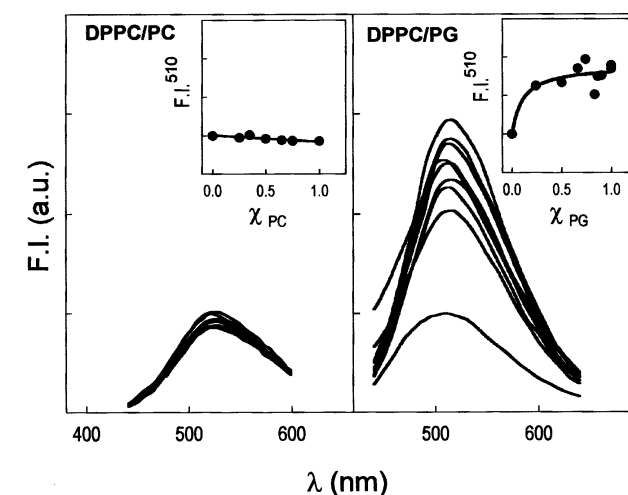 DPPC/PC
F.I.510
0.0 0.5 1.0
χ PC
DPPC/PG
F.I.510
0.0 0.5 1.0
χ PG
F.I. (a.u.)
400 500 600
500 600
λ (nm)